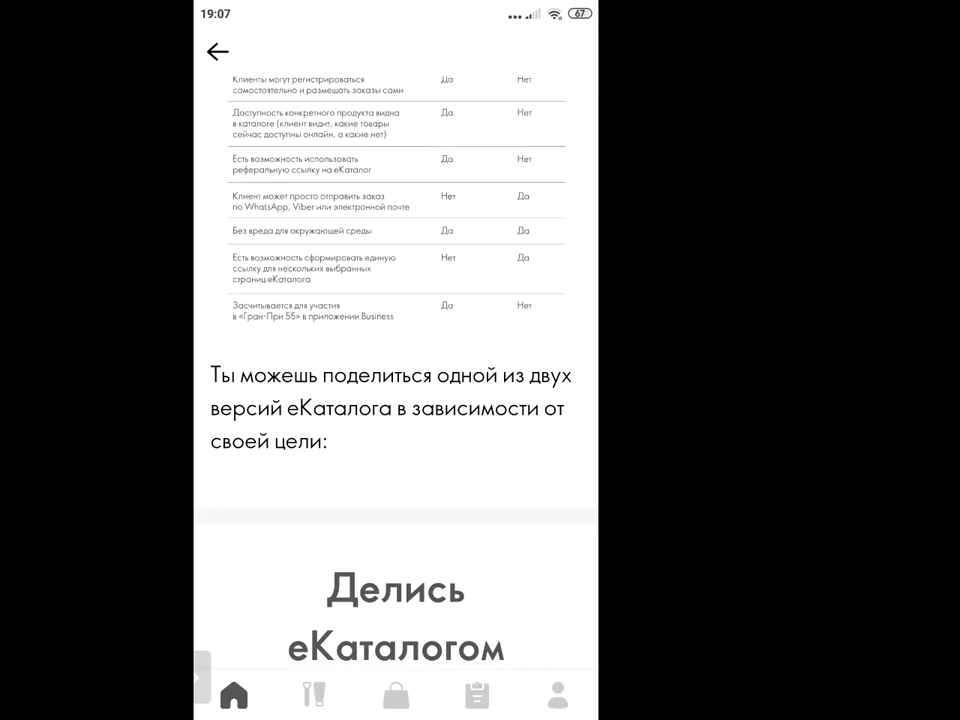 19:07
67
Клиенты могут регистрироваться
самостоятельно и размещать заказы сами
Да
Нет
Доступность конкретного продукта видна
в каталоге (клиент видит, какие товары
сейчас доступны онлайн, а какие нет)
Да
Нет
Есть возможность использовать
реферальную ссылку на еКаталог
Да
Нет
Клиент может просто отправить заказ
по WhatsApp, Viber или электронной почте
Нет
Да
Без вреда для окружающей среды
Да
Да
Есть возможность сформировать единую
ссылку для нескольких выбранных
страниц еКаталога
Нет
Да
Засчитывается для участия
в «Гран-При 55» в приложении Business
Да
Нет
Ты можешь поделиться одной из двух
версий еКаталога в зависимости от
своей цели:
Делись
еКаталогом